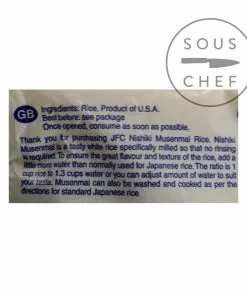 SOUS
CHEF
GB
Ingredients: Rice, Product of U.S.A.
Best before: see package
Once opened, consume as soon as possible.
Thank you for purchasing JFC Nishiki Musenmai Rice. Nishiki
Musenmai is a tasty white rice specifically milled so that no rinsing
is required. To ensure the great flavour and texture of the rice, add a
little more water than normally used for Japanese rice. The ratio is 1
cup rice to 1.3 cups water or you can adjust amount of water to suit
your taste. Musenmai can also be washed and cooked as per the
directions for standard Japanese rice